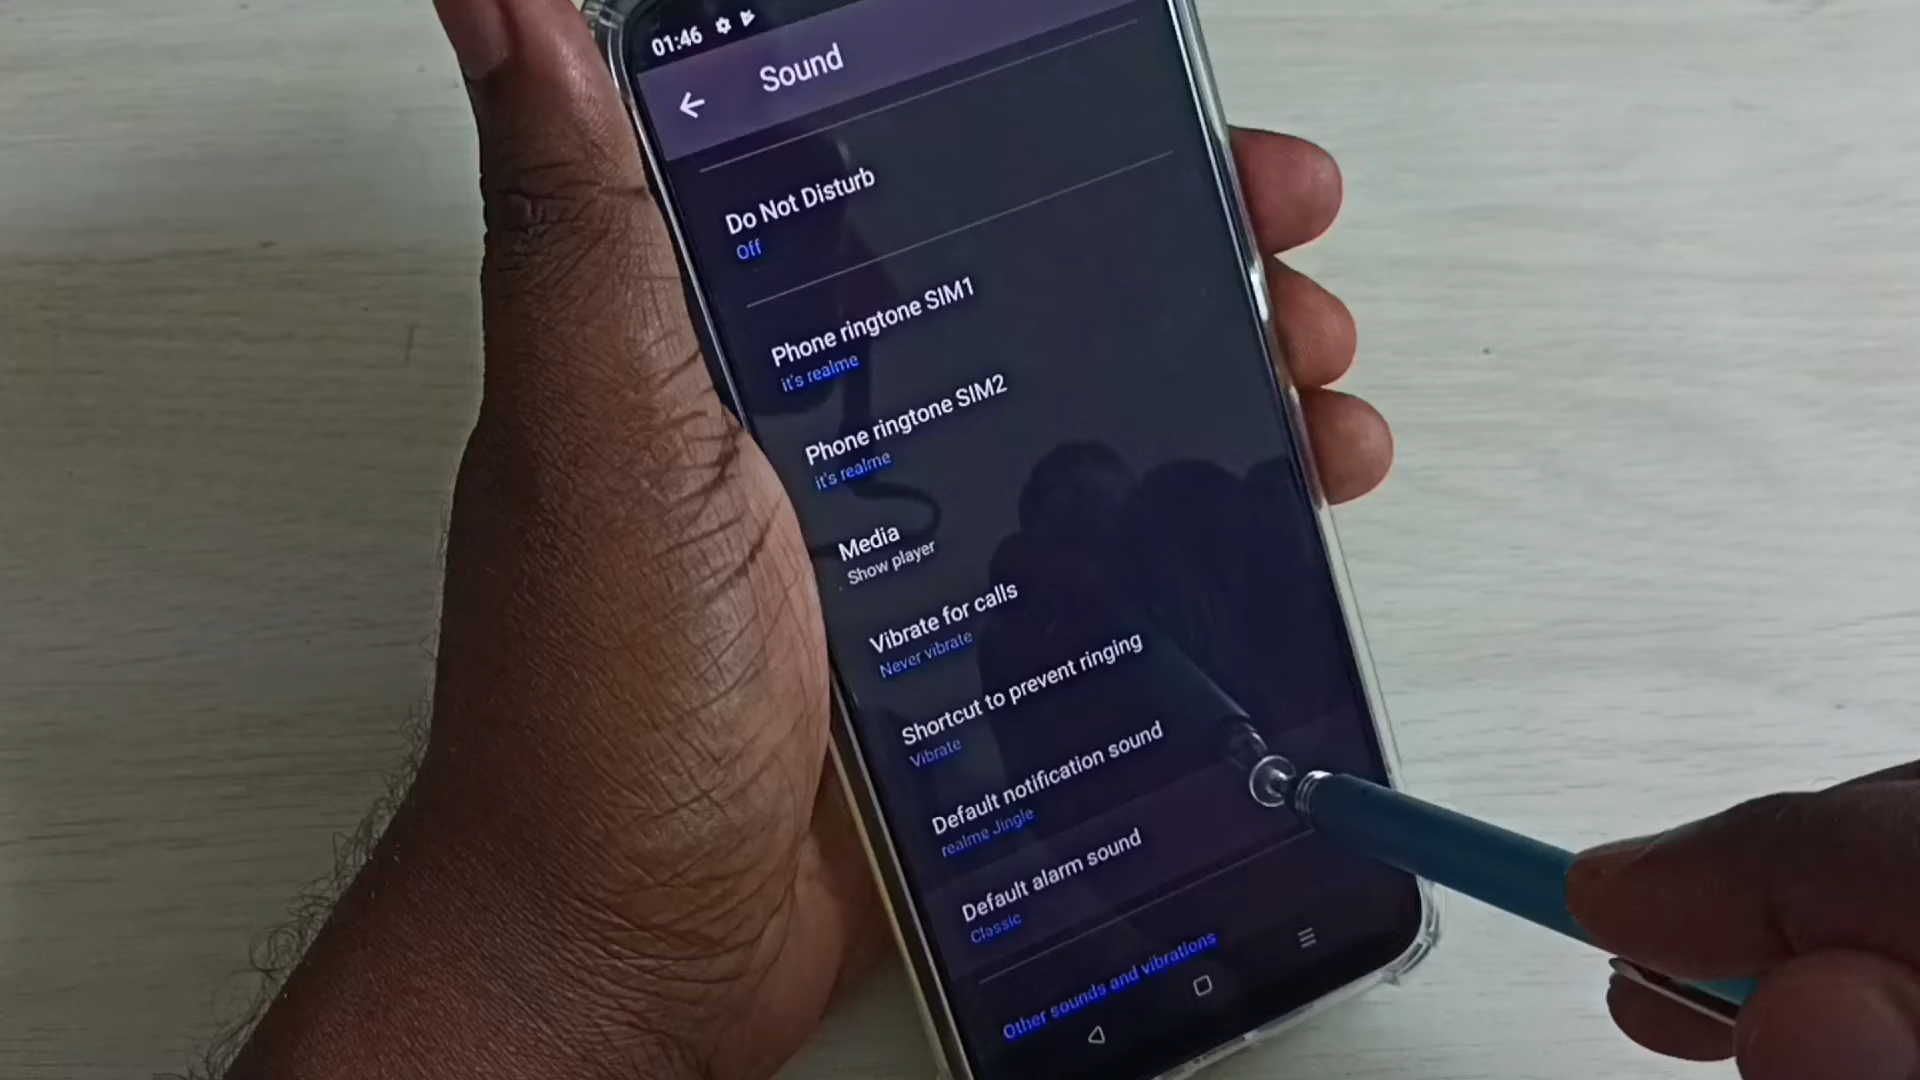 01:46
Sound
Do Not Disturb
Off
Phone ringtone SIM1
it's realme
Phone ringtone SIM2
it's realme
Media
Show player
Vibrate for calls
Never vibrate
Shortcut to prevent ringing
Vibrate
Default notification sound
realme Jingle
Default alarm sound
Classic
Other sounds and vibrations